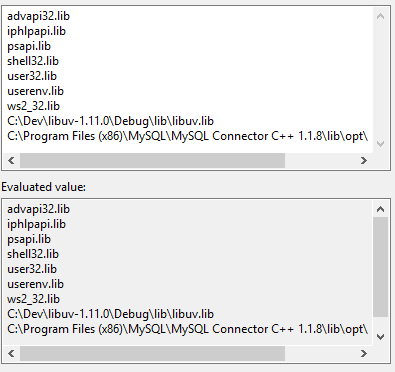 advapi32.lib
iphlpapi.lib
psapi.lib
shell32.lib
user32.lib
userenv.lib
ws2_32.lib
C:\Dev\libuv-1.11.0\Debug\lib\libuv.lib
C:\Program Files (x86)\MySQL\MySQL Connector C++ 1.1.8\lib\opt\
Evaluated value:
advapi32.lib
iphlpapi.lib
psapi.lib
shell32.lib
user32.lib
userenv.lib
ws2_32.lib
C:\Dev\libuv-1.11.0\Debug\lib\libuv.lib
C:\Program Files (x86)\MySQL\MySQL Connector C++ 1.1.8\lib\opt\